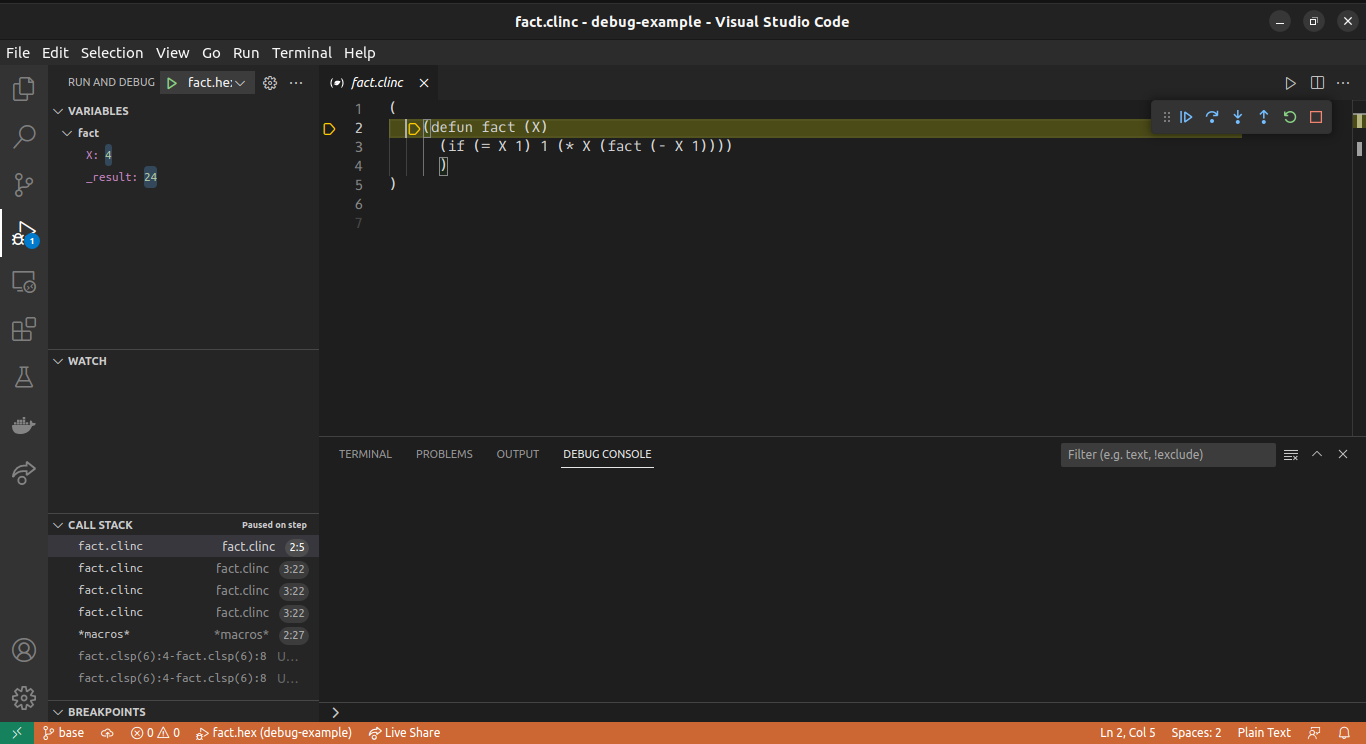 fact.clinc - debug-example - Visual Studio Code
File Edit Selection View Go Run Terminal Help
RUN AND DEBUG fact.he: ...
VARIABLES
fact
X: 4
_result: 24
WATCH
CALL STACK Paused on step
fact.clinc fact.clinc 2:5
fact.clinc fact.clinc 3:22
fact.clinc fact.clinc 3:22
fact.clinc fact.clinc 3:22
*macros* *macros* 2:27
fact.clsp(6):4-fact.clsp(6):8 U...
fact.clsp(6):4-fact.clsp(6):8 U...
BREAKPOINTS
1
fact.clinc
1 (
2 (defun fact (X)
3 (if (= X 1) 1 (* X (fact (- X 1))))
4 )
5 )
6
7
TERMINAL PROBLEMS OUTPUT DEBUG CONSOLE Filter (e.g. text, !exclude)
base 0 0 fact.hex (debug-example) Live Share Ln 2, Col 5 Spaces: 2 Plain Text